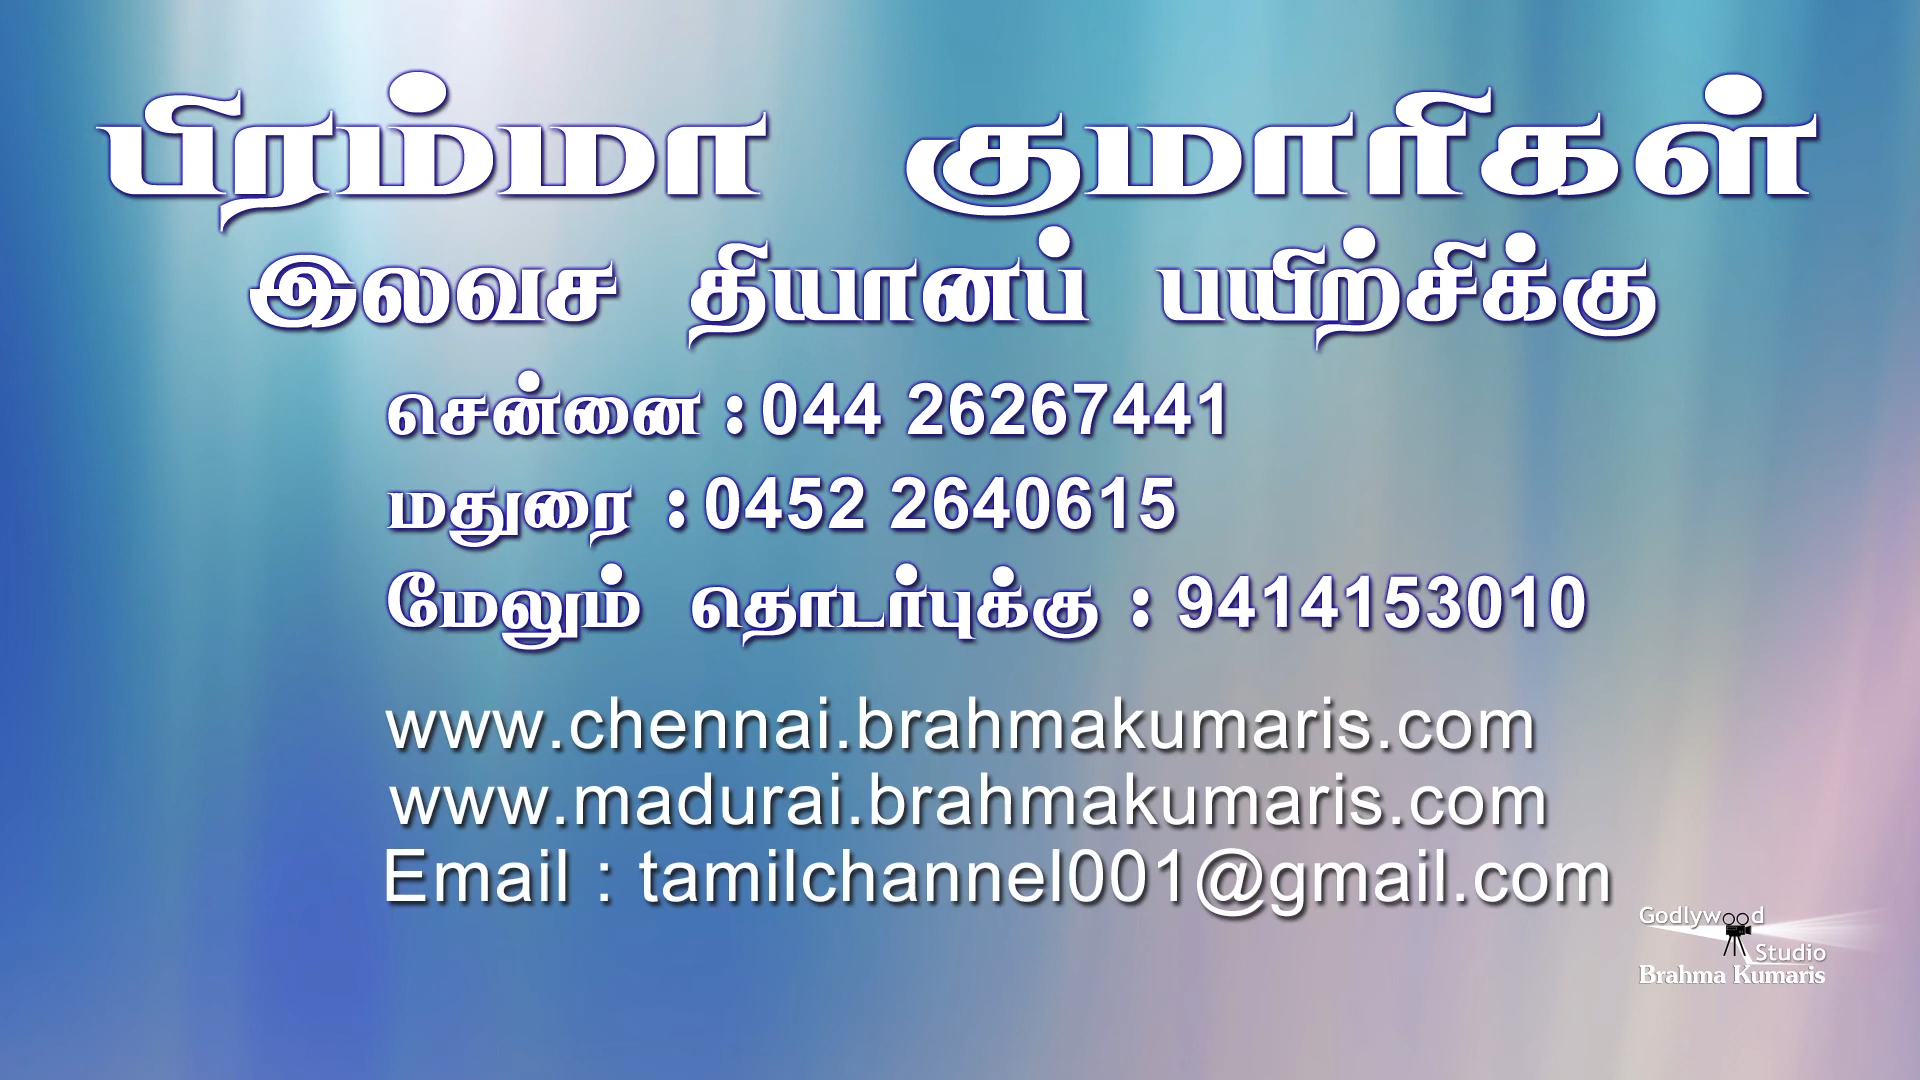 பிரம்மா குமாரிகள்
இலவச தியானப் பயிற்சிக்கு
சென்னை : 044 26267441
மதுரை : 0452 2640615
மேலும் தொடர்புக்கு : 9414153010
www.chennai.brahmakumaris.com
www.madurai.brahmakumaris.com
Email : tamilchannel001@gmail.com
Godlywood
Studio
Brahma Kumaris